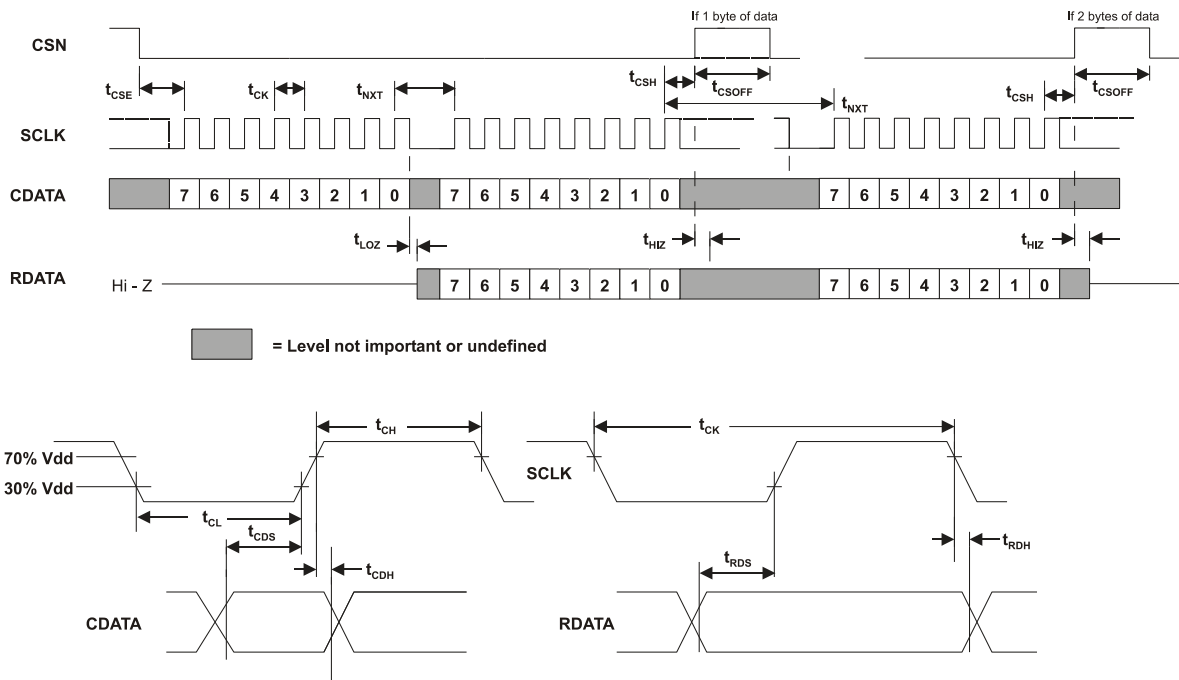 If 1 byte of data
If 2 bytes of data
CSN
tCSE
tCK
tNXT
tCSH
tCSOFF
tNXT
tCSH
tCSOFF
SCLK
CDATA
7 6 5 4 3 2 1 0
7 6 5 4 3 2 1 0
7 6 5 4 3 2 1 0
tLOZ
tHIZ
tHIZ
RDATA
Hi - Z
7 6 5 4 3 2 1 0
7 6 5 4 3 2 1 0
= Level not important or undefined
70% Vdd
30% Vdd
tCH
tCL
tCDS
tCDH
CDATA
SCLK
tCK
tRDS
tRDH
RDATA